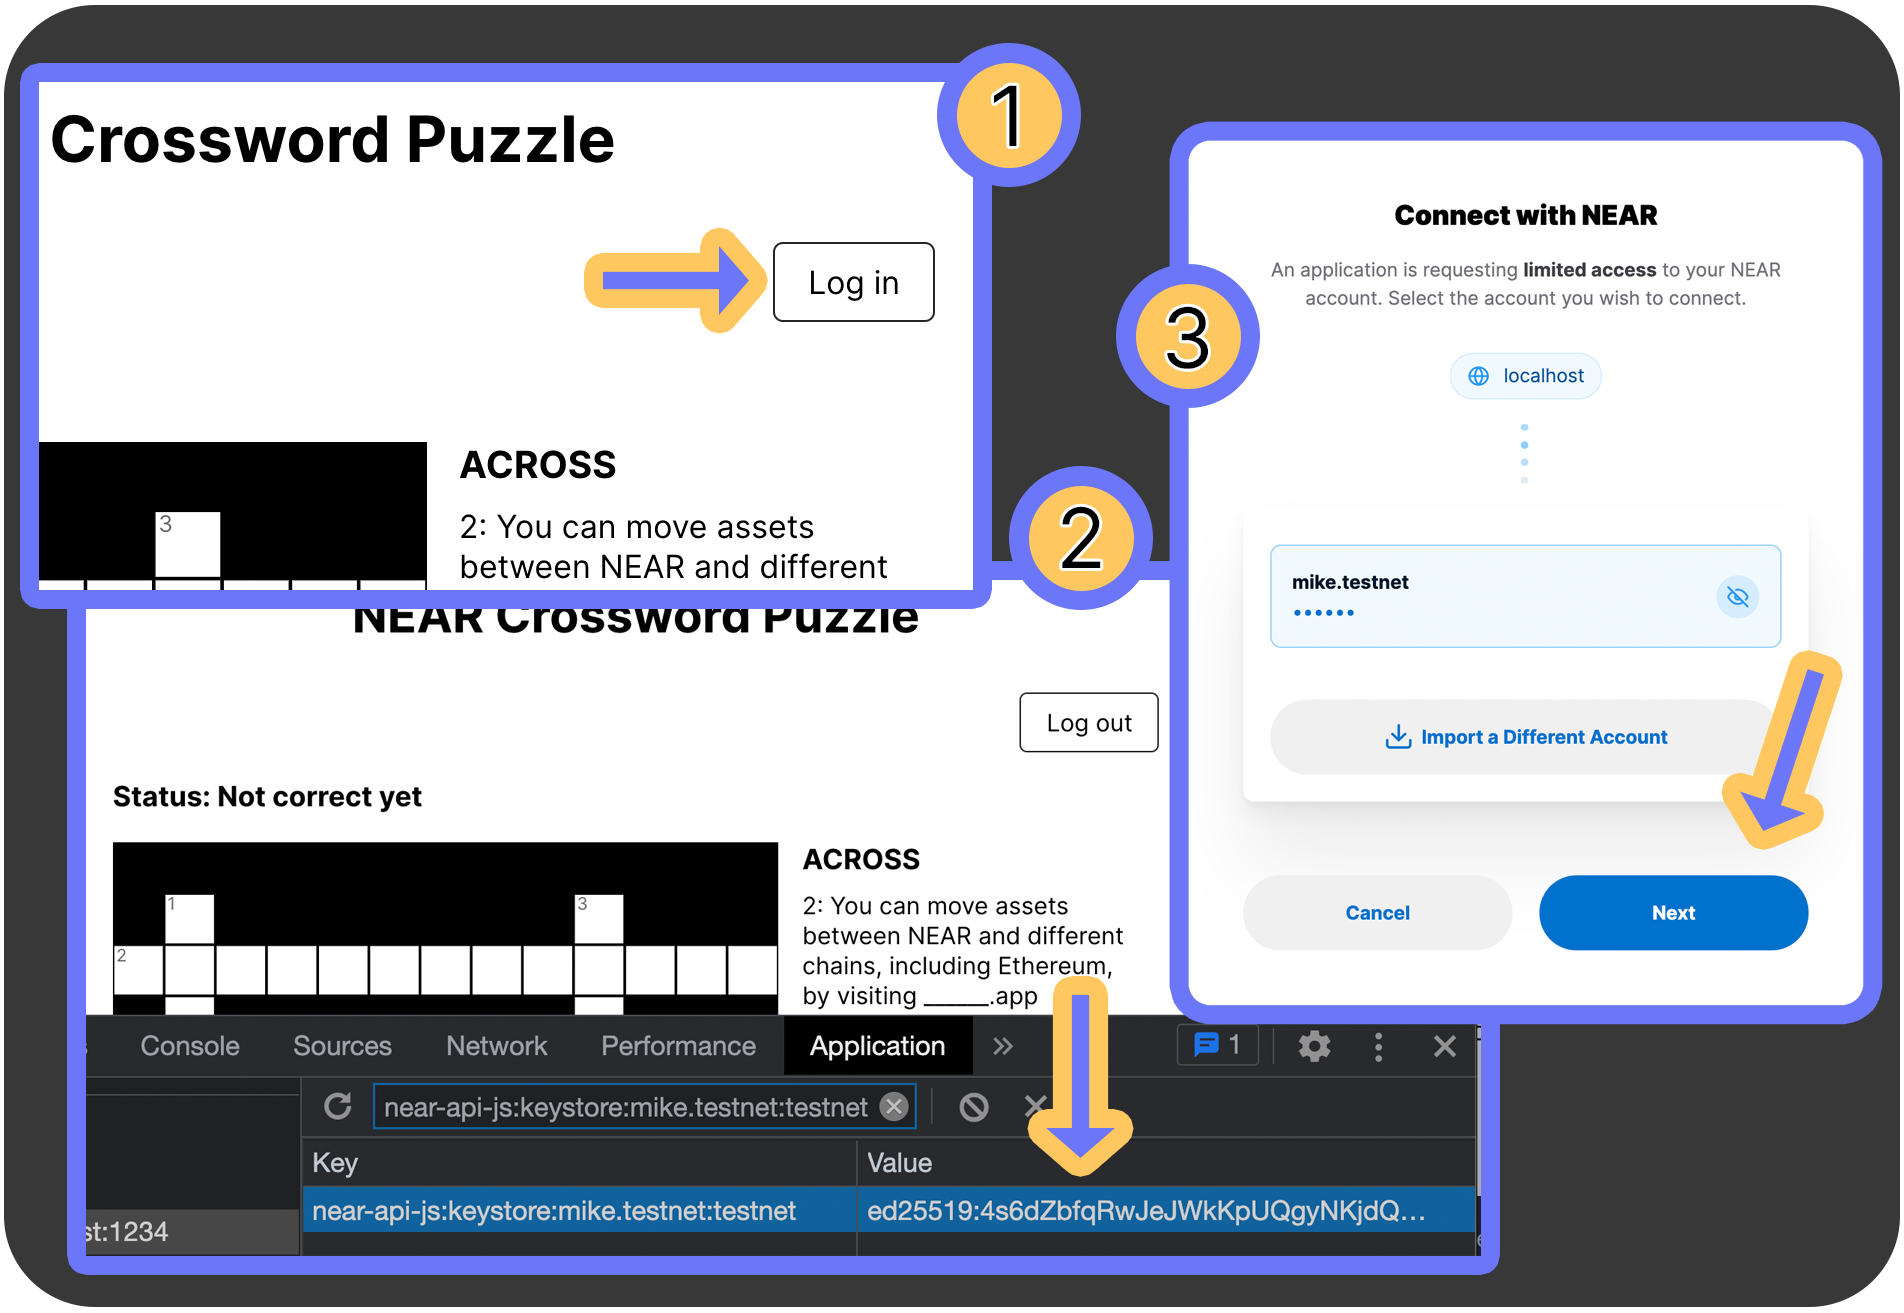 1
Crossword Puzzle
Log in
ACROSS
2: You can move assets
between NEAR and different
3
2
NEAR Crossword Puzzle
Log out
Status: Not correct yet
1
3
2
ACROSS
2: You can move assets
between NEAR and different
chains, including Ethereum,
by visiting ______.app
Console Sources Network Performance Application 1
near-api-js:keystore:mike.testnet:testnet
Key Value
near-api-js:keystore:mike.testnet:testnet ed25519:4s6dZbfqRwJeJWkKpUQgyNKjdQ...
st:1234
3
Connect with NEAR
An application is requesting limited access to your NEAR
account. Select the account you wish to connect.
localhost
mike.testnet
••••••
Import a Different Account
Cancel
Next